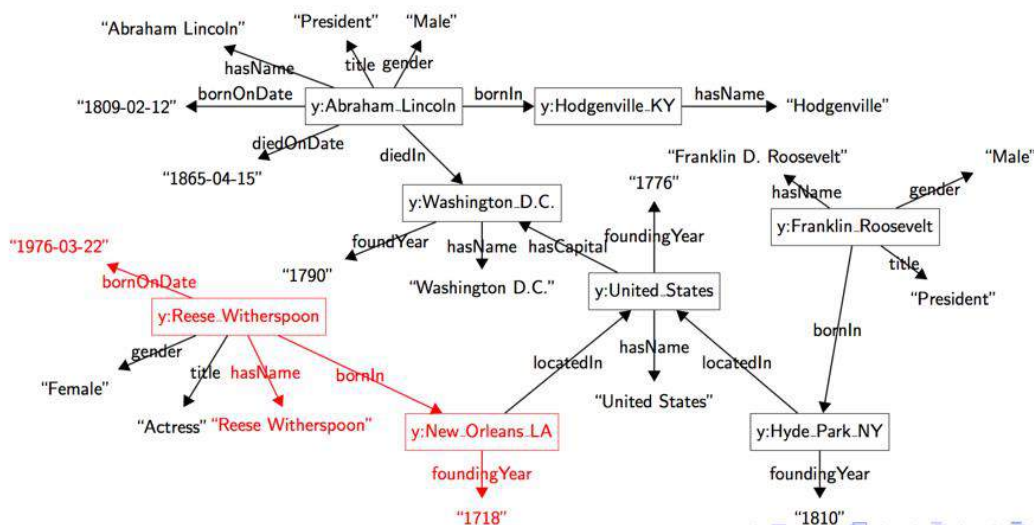 "Abraham Lincoln"
"President"
"Male"
hasName
title
gender
"1809-02-12"
bornOnDate
y:Abraham_Lincoln
bornIn
y:Hodgenville_KY
hasName
"Hodgenville"
diedOnDate
diedIn
"1865-04-15"
"Franklin D. Roosevelt"
"Male"
"1776"
hasName
gender
y:Washington_D.C.
y:Franklin_Roosevelt
foundYear
hasName
hasCapital
foundingYear
title
"1976-03-22"
bornOnDate
"1790"
"Washington D.C."
y:United_States
"President"
y:Reese_Witherspoon
bornIn
gender
title
hasName
bornIn
locatedIn
hasName
locatedIn
"Female"
"Actress"
"Reese Witherspoon"
"United States"
y:New_Orleans_LA
y:Hyde_Park_NY
foundingYear
foundingYear
"1718"
"1810"